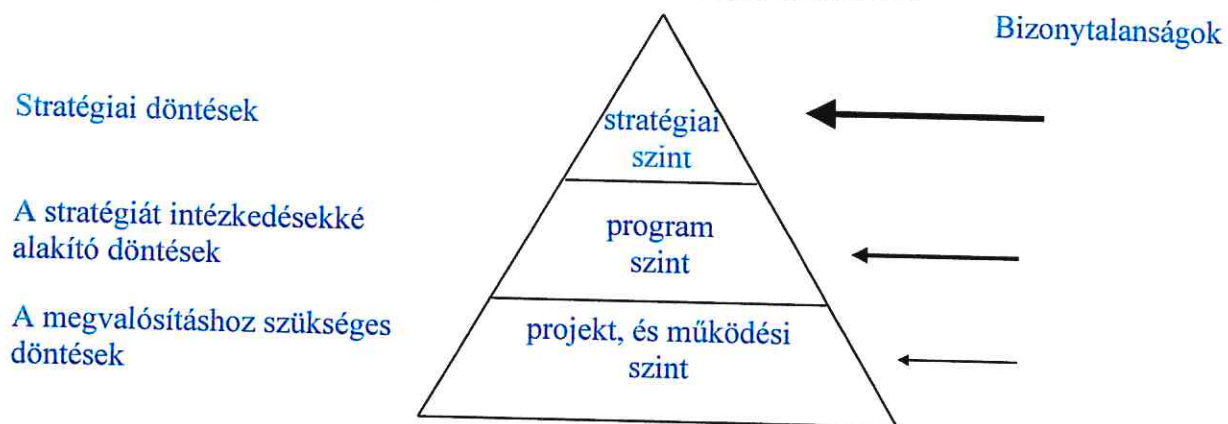 Bizonytalanságok
Stratégiai döntések
stratégiai
szint
A stratégiát intézkedésekké
alakító döntések
program
szint
A megvalósításhoz szükséges
döntések
projekt, és működési
szint